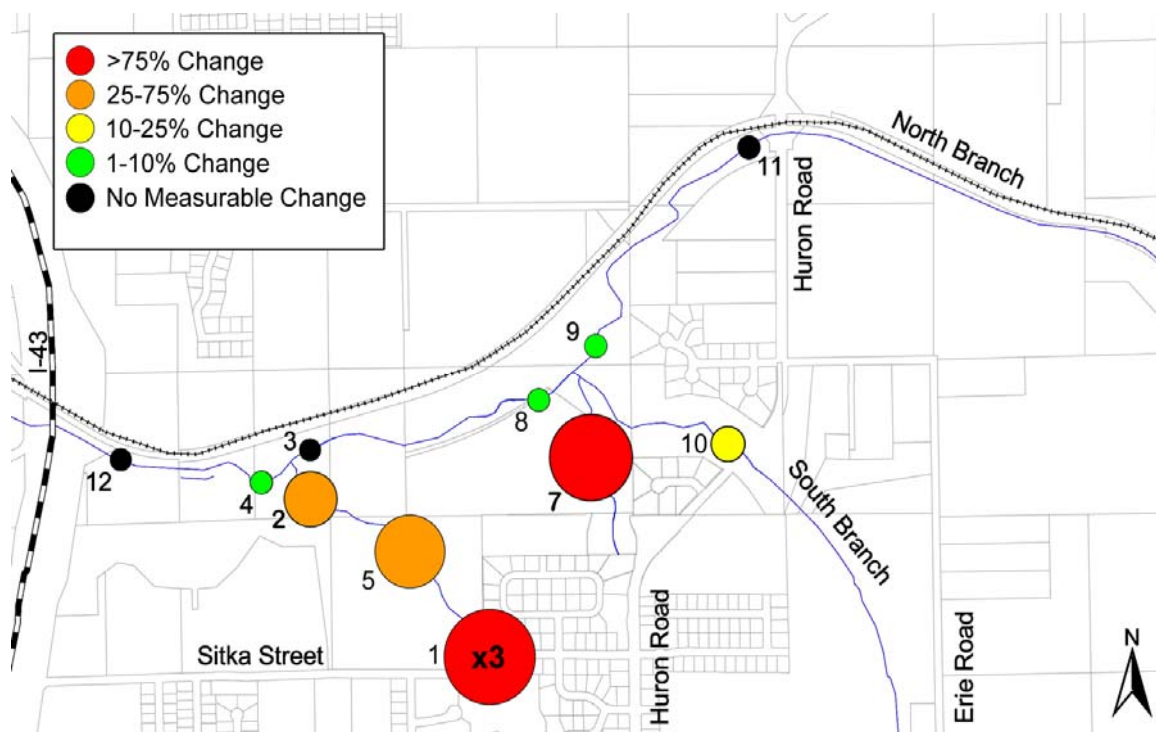 >75% Change
25-75% Change
10-25% Change
1-10% Change
No Measurable Change
North Branch
11
Huron Road
I-43
9
8
3
10
12
4
2
7
South Branch
5
Sitka Street
1
x3
Huron Road
Erie Road
N